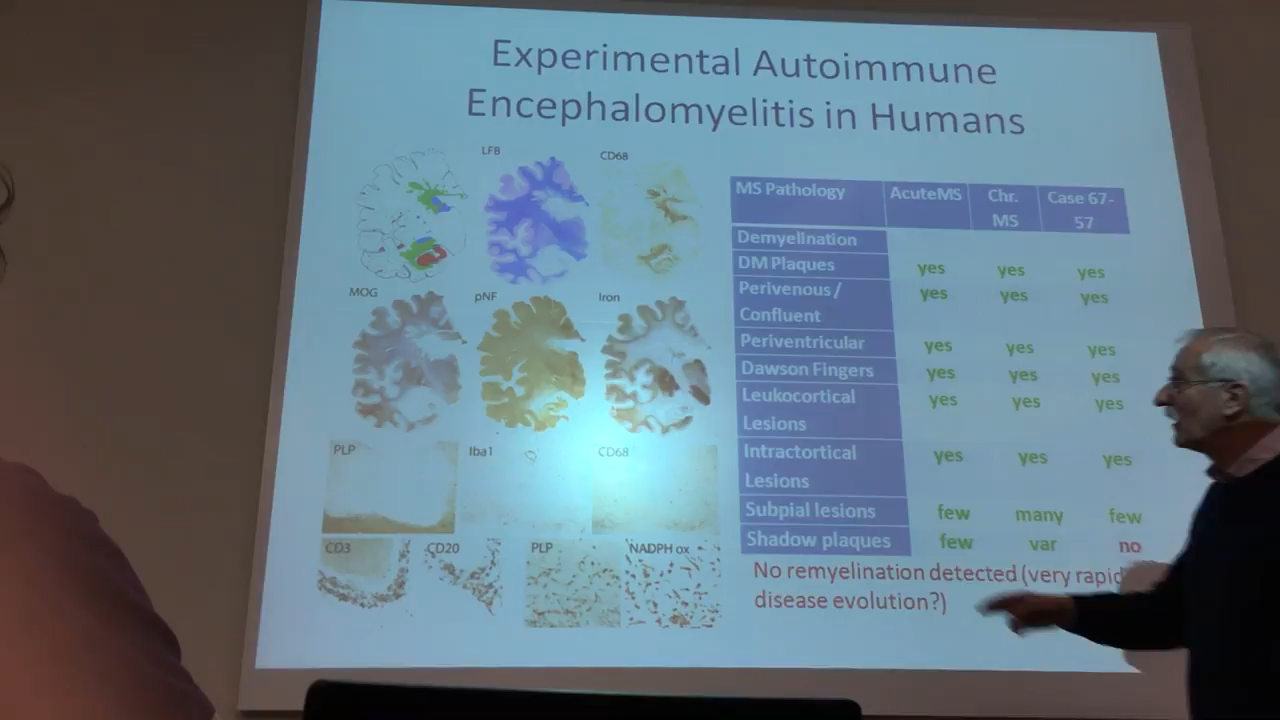 Experimental Autoimmune
Encephalomyelitis in Humans
LFB
CD68
MOG
pNF
Iron
PLP
Iba1
CD68
CD3
CD20
PLP
NADPH ox
MS Pathology AcuteMS Chr. MS Case 67-57
Demyelination
DM Plaques yes yes yes
Perivenous / Confluent yes yes yes
Periventricular yes yes yes
Dawson Fingers yes yes yes
Leukocortical Lesions yes yes yes
Intractortical Lesions yes yes yes
Subpial lesions few many few
Shadow plaques few var no
No remyelination detected (very rapid
disease evolution?)